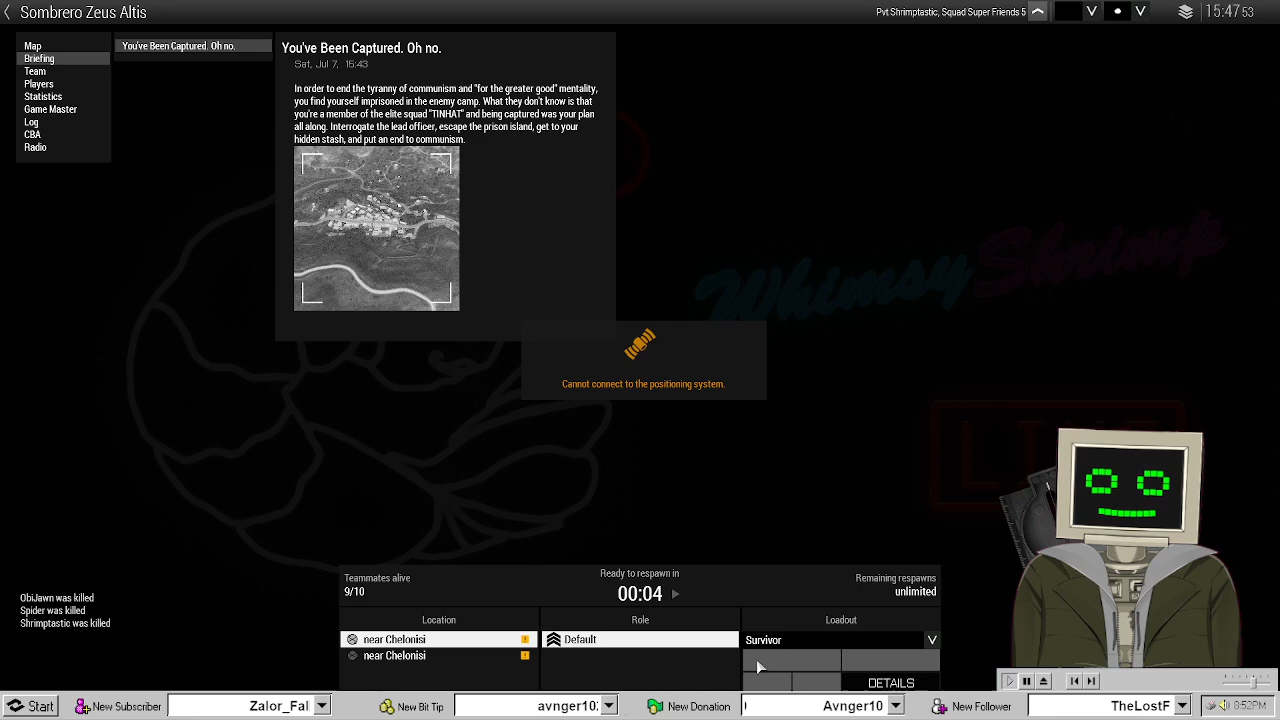 Sombrero Zeus Altis
Pvt Shrimptastic, Squad Super Friends 5
15:47 53
Map
Briefing
Team
Players
Statistics
Game Master
Log
CBA
Radio
You've Been Captured. Oh no.
You've Been Captured. Oh no.
Sat, Jul 7, 15:43
In order to end the tyranny of communism and "for the greater good" mentality,
you find yourself imprisoned in the enemy camp. What they don't know is that
you're a member of the elite squad "TINHAT" and being captured was your plan
all along. Interrogate the lead officer, escape the prison island, get to your
hidden stash, and put an end to communism.
Whimsy Shrimp
Cannot connect to the positioning system.
ObiJawn was killed
Spider was killed
Shrimptastic was killed
Teammates alive
9/10
Ready to respawn in
00:04
Remaining respawns
unlimited
Location
Role
Loadout
near Chelonisi
near Chelonisi
Default
Survivor
DETAILS
Start
New Subscriber
Zalor_Fal
New Bit Tip
avnger10
New Donation
Avnger10
New Follower
TheLostF
8:52PM